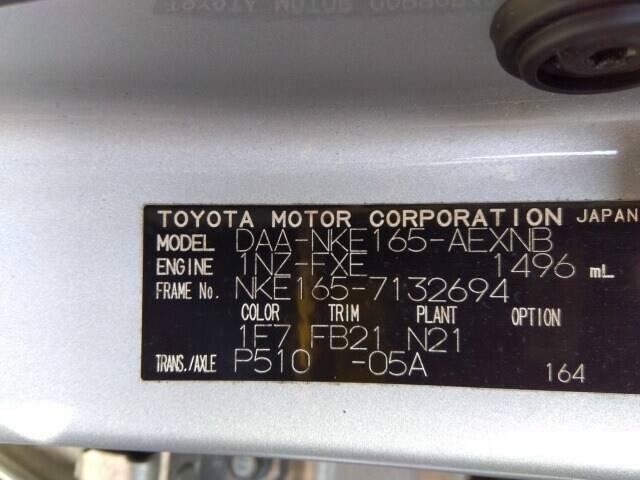 TOYOTA MOTOR CORPORATION JAPAN
MODEL DAA-NKE165-AEXNB
ENGINE 1NZ-FXE 1496 mL
FRAME No. NKE165-7132694
COLOR TRIM PLANT OPTION
1F7 FB21 N21
TRANS./AXLE P510 -05A
164